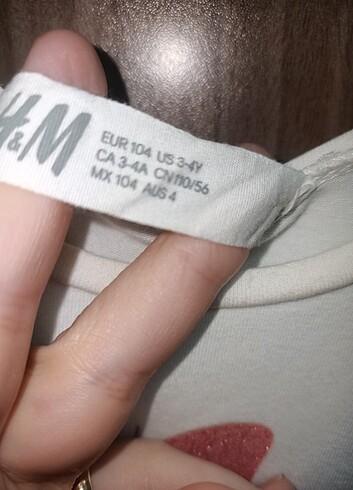 H&M
EUR 104 US 3-4Y
CA 3-4A CN110/56
MX 104 AUS 4